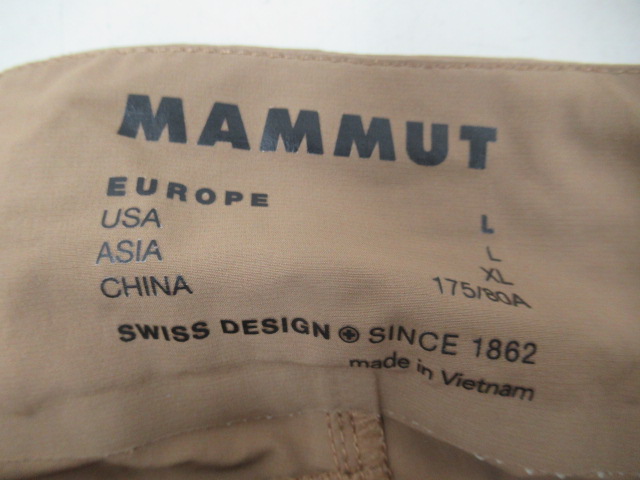 MAMMUT
EUROPE L
USA L
ASIA XL
CHINA 175/80A
SWISS DESIGN SINCE 1862
made in Vietnam